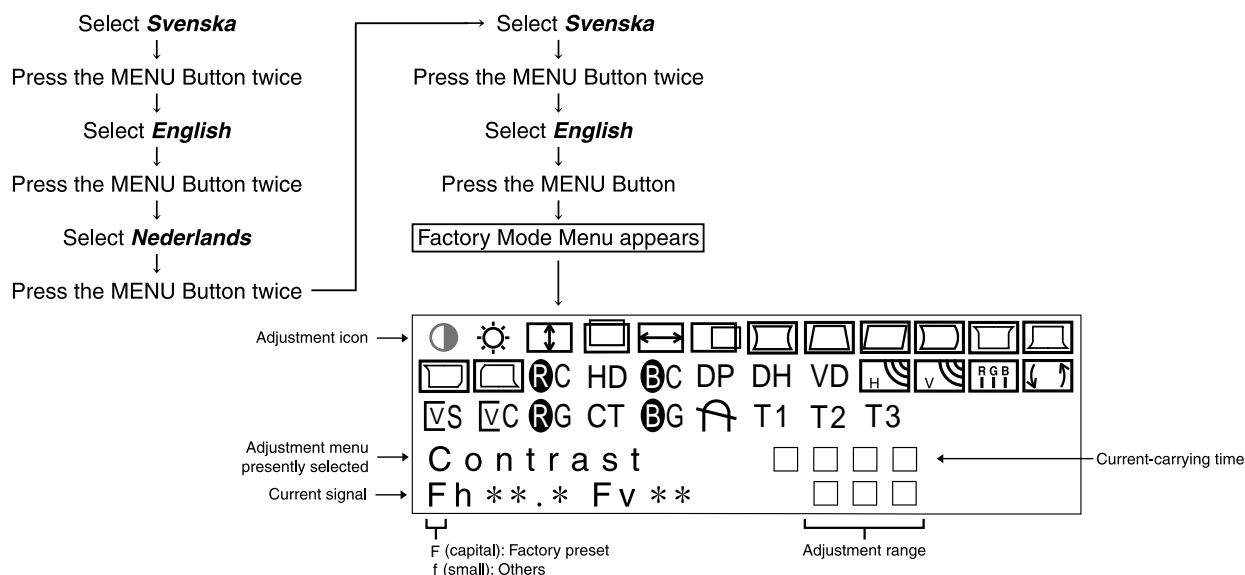 Select Svenska
Press the MENU Button twice
Select English
Press the MENU Button twice
Select Nederlands
Press the MENU Button twice
Select Svenska
Press the MENU Button twice
Select English
Press the MENU Button
Factory Mode Menu appears
Adjustment icon
RC HD BC DP DH VD H V RGB
VS VC RG CT BG A T1 T2 T3
Adjustment menu
presently selected
Contrast
Current-carrying time
Current signal
Fh **.* Fv **
F (capital): Factory preset
f (small): Others
Adjustment range